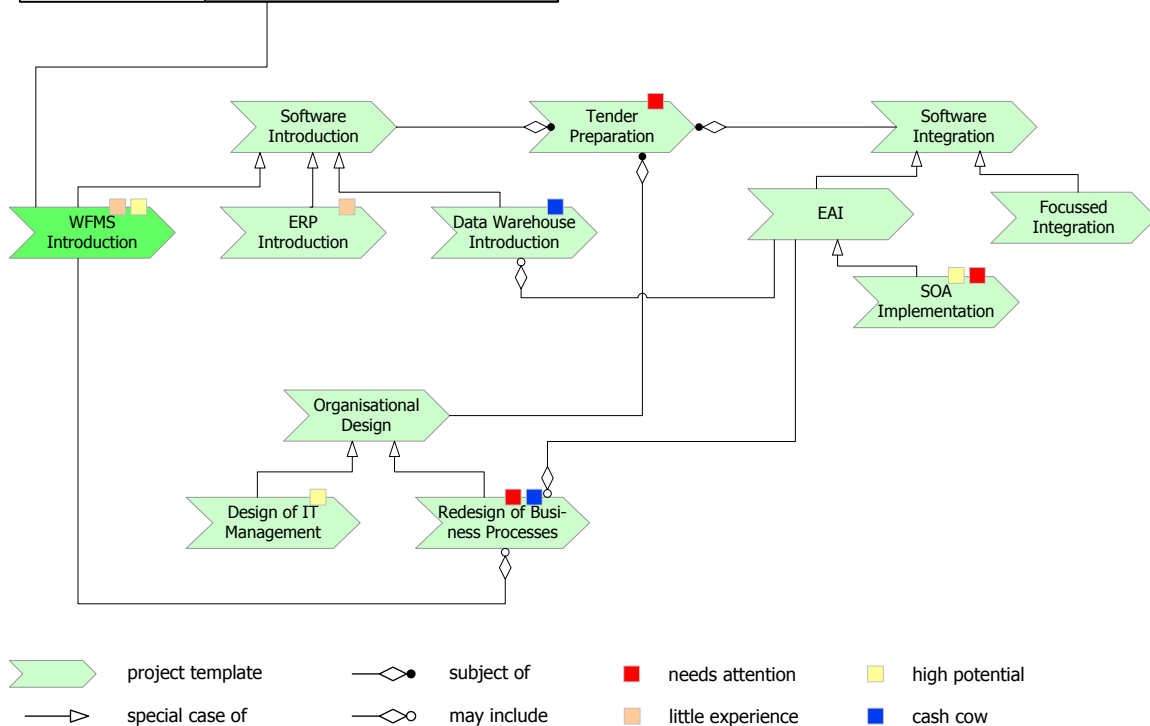 Software
Introduction
Tender
Preparation
Software
Integration
WFMS
Introduction
ERP
Introduction
Data Warehouse
Introduction
EAI
Focussed
Integration
SOA
Implementation
Organisational
Design
Design of IT
Management
Redesign of Busi-
ness Processes
project template
subject of
needs attention
high potential
special case of
may include
little experience
cash cow